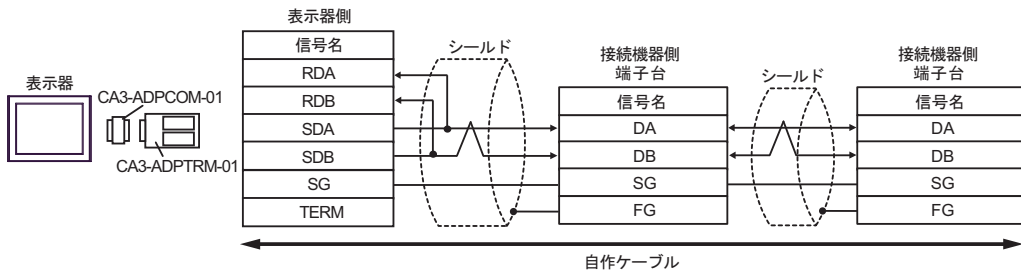 表示器
CA3-ADPCOM-01
CA3-ADPTRM-01
表示器側
信号名
RDA
RDB
SDA
SDB
SG
TERM
シールド
接続機器側
端子台
信号名
DA
DB
SG
FG
シールド
接続機器側
端子台
信号名
DA
DB
SG
FG
自作ケーブル